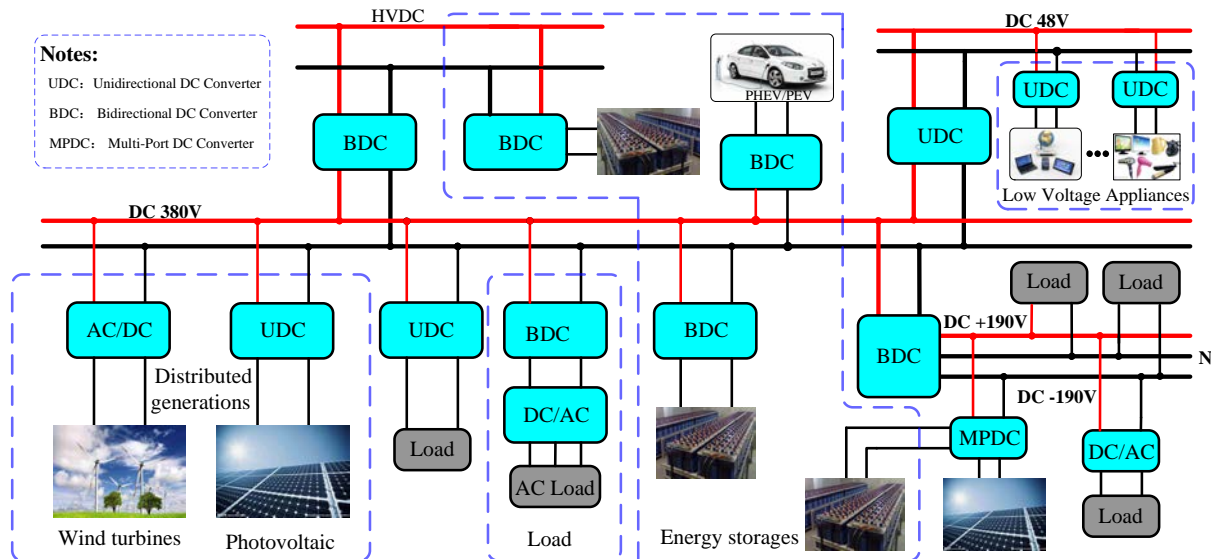 HVDC
DC 48V
Notes:
UDC： Unidirectional DC Converter
BDC： Bidirectional DC Converter
MPDC： Multi-Port DC Converter
PHEV/PEV
UDC
UDC
BDC
BDC
BDC
UDC
Low Voltage Appliances
DC 380V
Load
Load
AC/DC
UDC
UDC
BDC
BDC
BDC
DC +190V
N
DC -190V
Distributed
generations
DC/AC
Load
MPDC
DC/AC
AC Load
Load
Wind turbines
Photovoltaic
Load
Energy storages